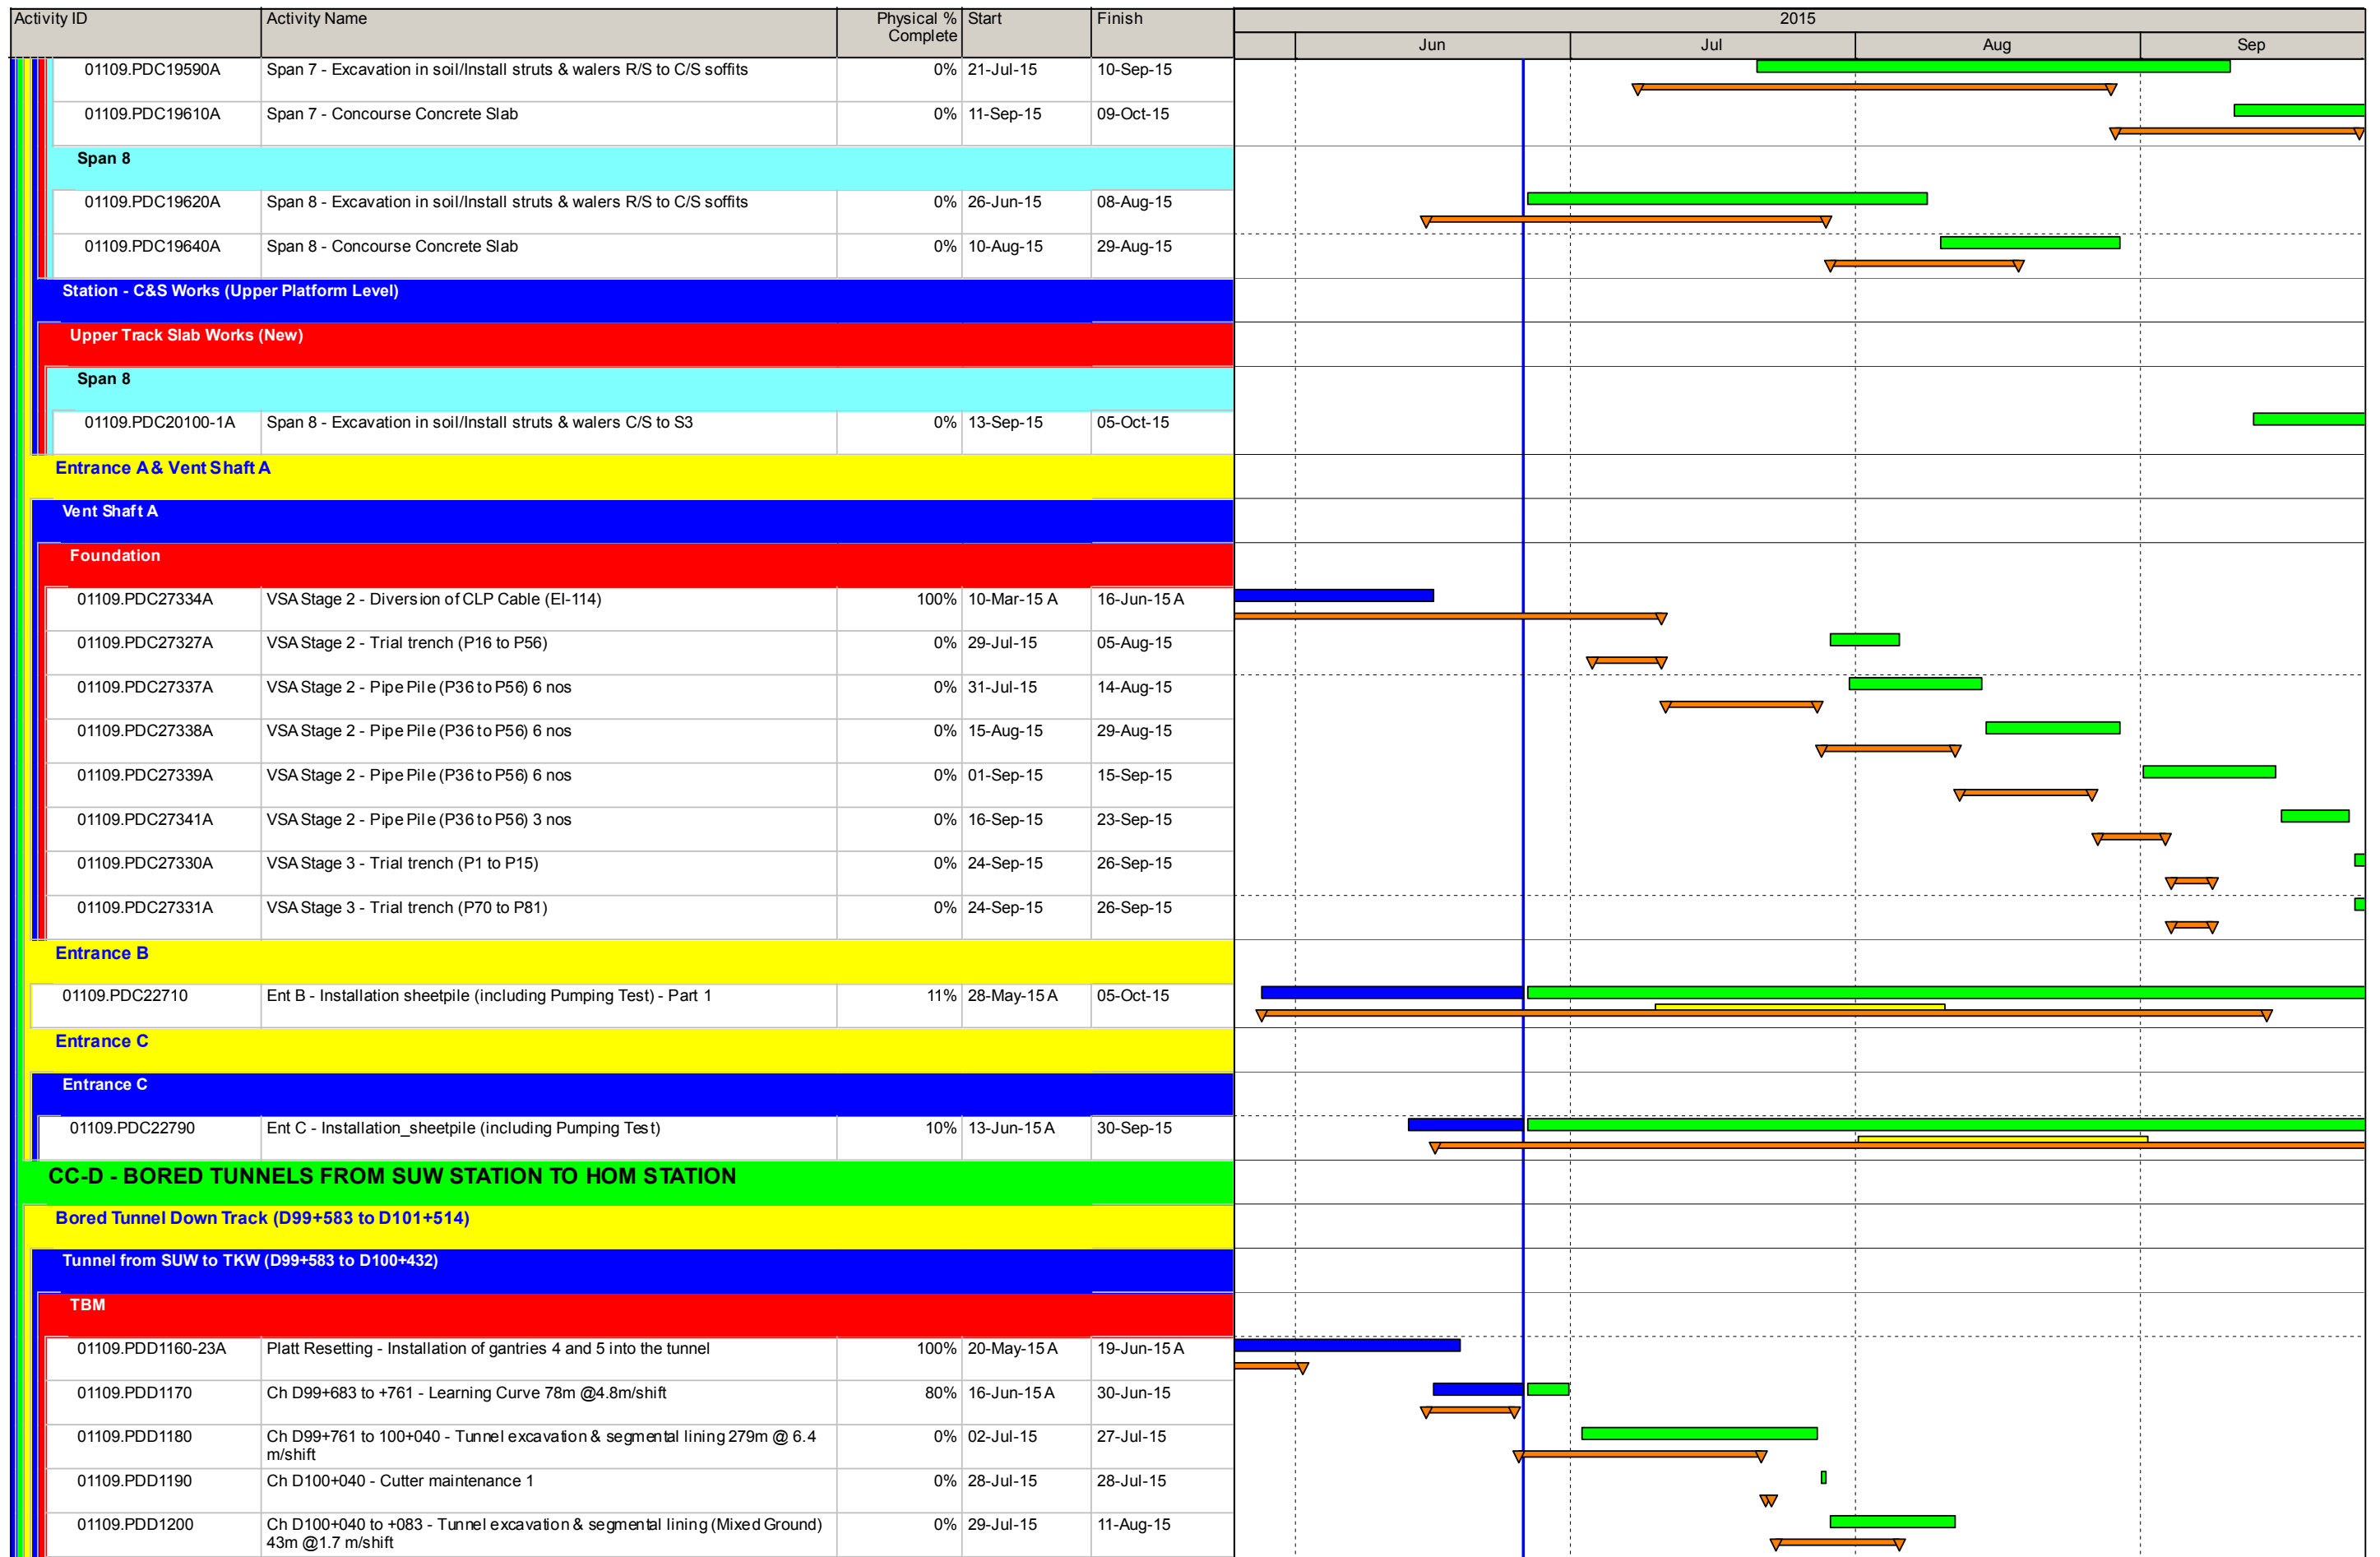 Activity ID Activity Name Physical % Complete Start Finish 2015
Jun Jul Aug Sep
01109.PDC19590A Span 7 - Excavation in soil/Install struts & walers R/S to C/S soffits 0% 21-Jul-15 10-Sep-15
01109.PDC19610A Span 7 - Concourse Concrete Slab 0% 11-Sep-15 09-Oct-15
Span 8
01109.PDC19620A Span 8 - Excavation in soil/Install struts & walers R/S to C/S soffits 0% 26-Jun-15 08-Aug-15
01109.PDC19640A Span 8 - Concourse Concrete Slab 0% 10-Aug-15 29-Aug-15
Station - C&S Works (Upper Platform Level)
Upper Track Slab Works (New)
Span 8
01109.PDC20100-1A Span 8 - Excavation in soil/Install struts & walers C/S to S3 0% 13-Sep-15 05-Oct-15
Entrance A & Vent Shaft A
Vent Shaft A
Foundation
01109.PDC27334A VSA Stage 2 - Diversion of CLP Cable (EI-114) 100% 10-Mar-15 A 16-Jun-15 A
01109.PDC27327A VSA Stage 2 - Trial trench (P16 to P56) 0% 29-Jul-15 05-Aug-15
01109.PDC27337A VSA Stage 2 - Pipe Pile (P36 to P56) 6 nos 0% 31-Jul-15 14-Aug-15
01109.PDC27338A VSA Stage 2 - Pipe Pile (P36 to P56) 6 nos 0% 15-Aug-15 29-Aug-15
01109.PDC27339A VSA Stage 2 - Pipe Pile (P36 to P56) 6 nos 0% 01-Sep-15 15-Sep-15
01109.PDC27341A VSA Stage 2 - Pipe Pile (P36 to P56) 3 nos 0% 16-Sep-15 23-Sep-15
01109.PDC27330A VSA Stage 3 - Trial trench (P1 to P15) 0% 24-Sep-15 26-Sep-15
01109.PDC27331A VSA Stage 3 - Trial trench (P70 to P81) 0% 24-Sep-15 26-Sep-15
Entrance B
01109.PDC22710 Ent B - Installation sheetpile (including Pumping Test) - Part 1 11% 28-May-15 A 05-Oct-15
Entrance C
Entrance C
01109.PDC22790 Ent C - Installation_sheetpile (including Pumping Test) 10% 13-Jun-15 A 30-Sep-15
CC-D - BORED TUNNELS FROM SUW STATION TO HOM STATION
Bored Tunnel Down Track (D99+583 to D101+514)
Tunnel from SUW to TKW (D99+583 to D100+432)
TBM
01109.PDD1160-23A Platt Resetting - Installation of gantries 4 and 5 into the tunnel 100% 20-May-15 A 19-Jun-15 A
01109.PDD1170 Ch D99+683 to +761 - Learning Curve 78m @4.8m/shift 80% 16-Jun-15 A 30-Jun-15
01109.PDD1180 Ch D99+761 to 100+040 - Tunnel excavation & segmental lining 279m @ 6.4 0% 02-Jul-15 27-Jul-15
m/shift
01109.PDD1190 Ch D100+040 - Cutter maintenance 1 0% 28-Jul-15 28-Jul-15
01109.PDD1200 Ch D100+040 to +083 - Tunnel excavation & segmental lining (Mixed Ground) 0% 29-Jul-15 11-Aug-15
43m @1.7 m/shift